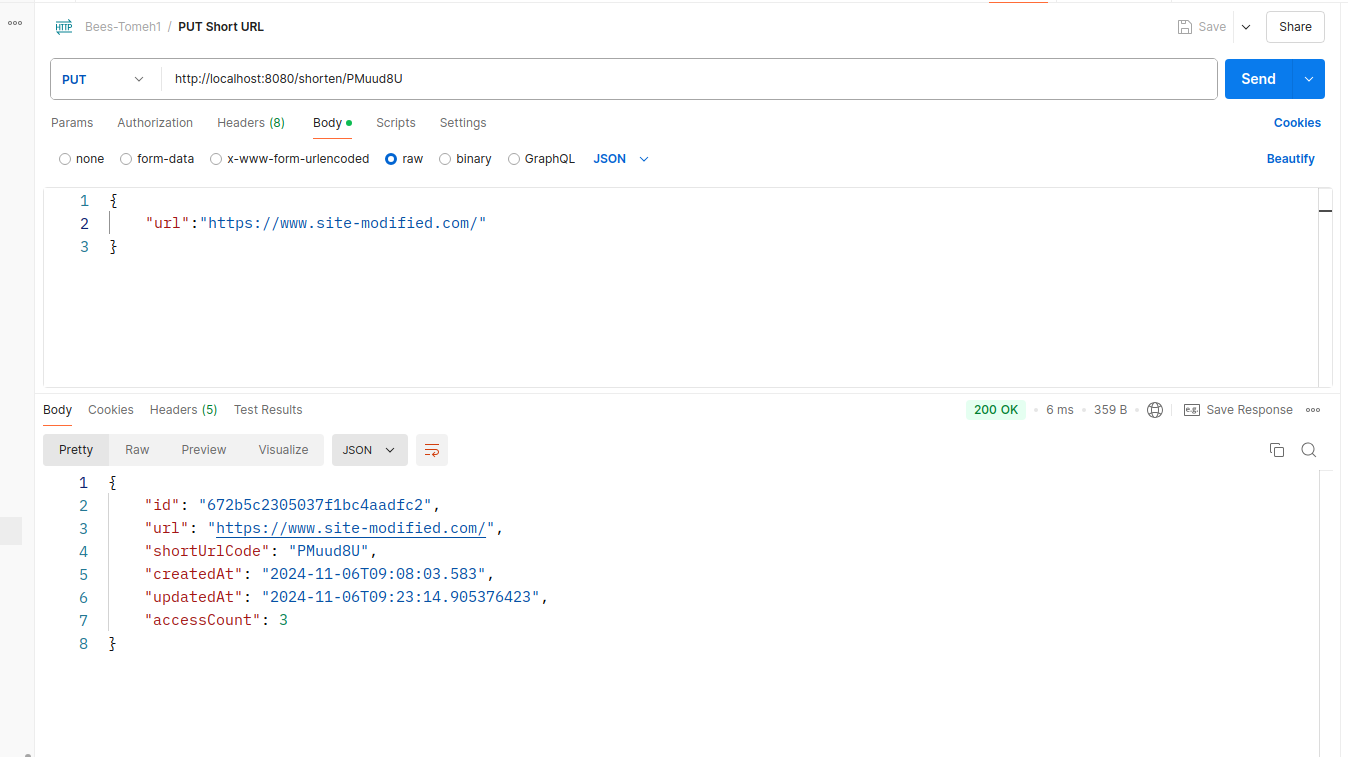 HTTP Bees-Tomeh1 / PUT Short URL Save Share
PUT http://localhost:8080/shorten/PMuud8U Send
Params Authorization Headers (8) Body Scripts Settings Cookies
none form-data x-www-form-urlencoded raw binary GraphQL JSON Beautify
1 {
2 "url":"https://www.site-modified.com/"
3 }
Body Cookies Headers (5) Test Results 200 OK 6 ms 359 B e.g. Save Response
Pretty Raw Preview Visualize JSON
1 {
2 "id": "672b5c2305037f1bc4aadfc2",
3 "url": "https://www.site-modified.com/",
4 "shortUrlCode": "PMuud8U",
5 "createdAt": "2024-11-06T09:08:03.583",
6 "updatedAt": "2024-11-06T09:23:14.905376423",
7 "accessCount": 3
8 }